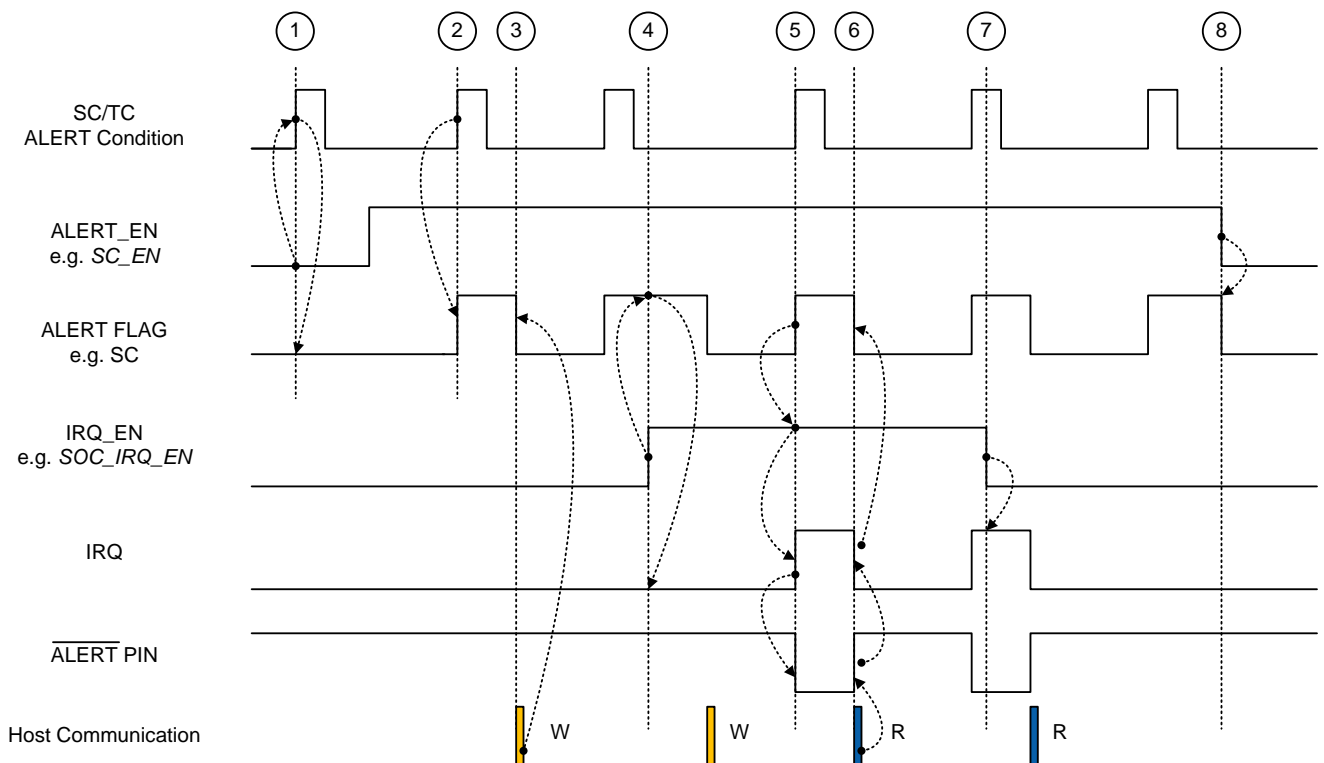 1 2 3 4 5 6 7 8
SC/TC
ALERT Condition
ALERT_EN
e.g. SC_EN
ALERT FLAG
e.g. SC
IRQ_EN
e.g. SOC_IRQ_EN
IRQ
ALERT PIN
Host Communication W W R R